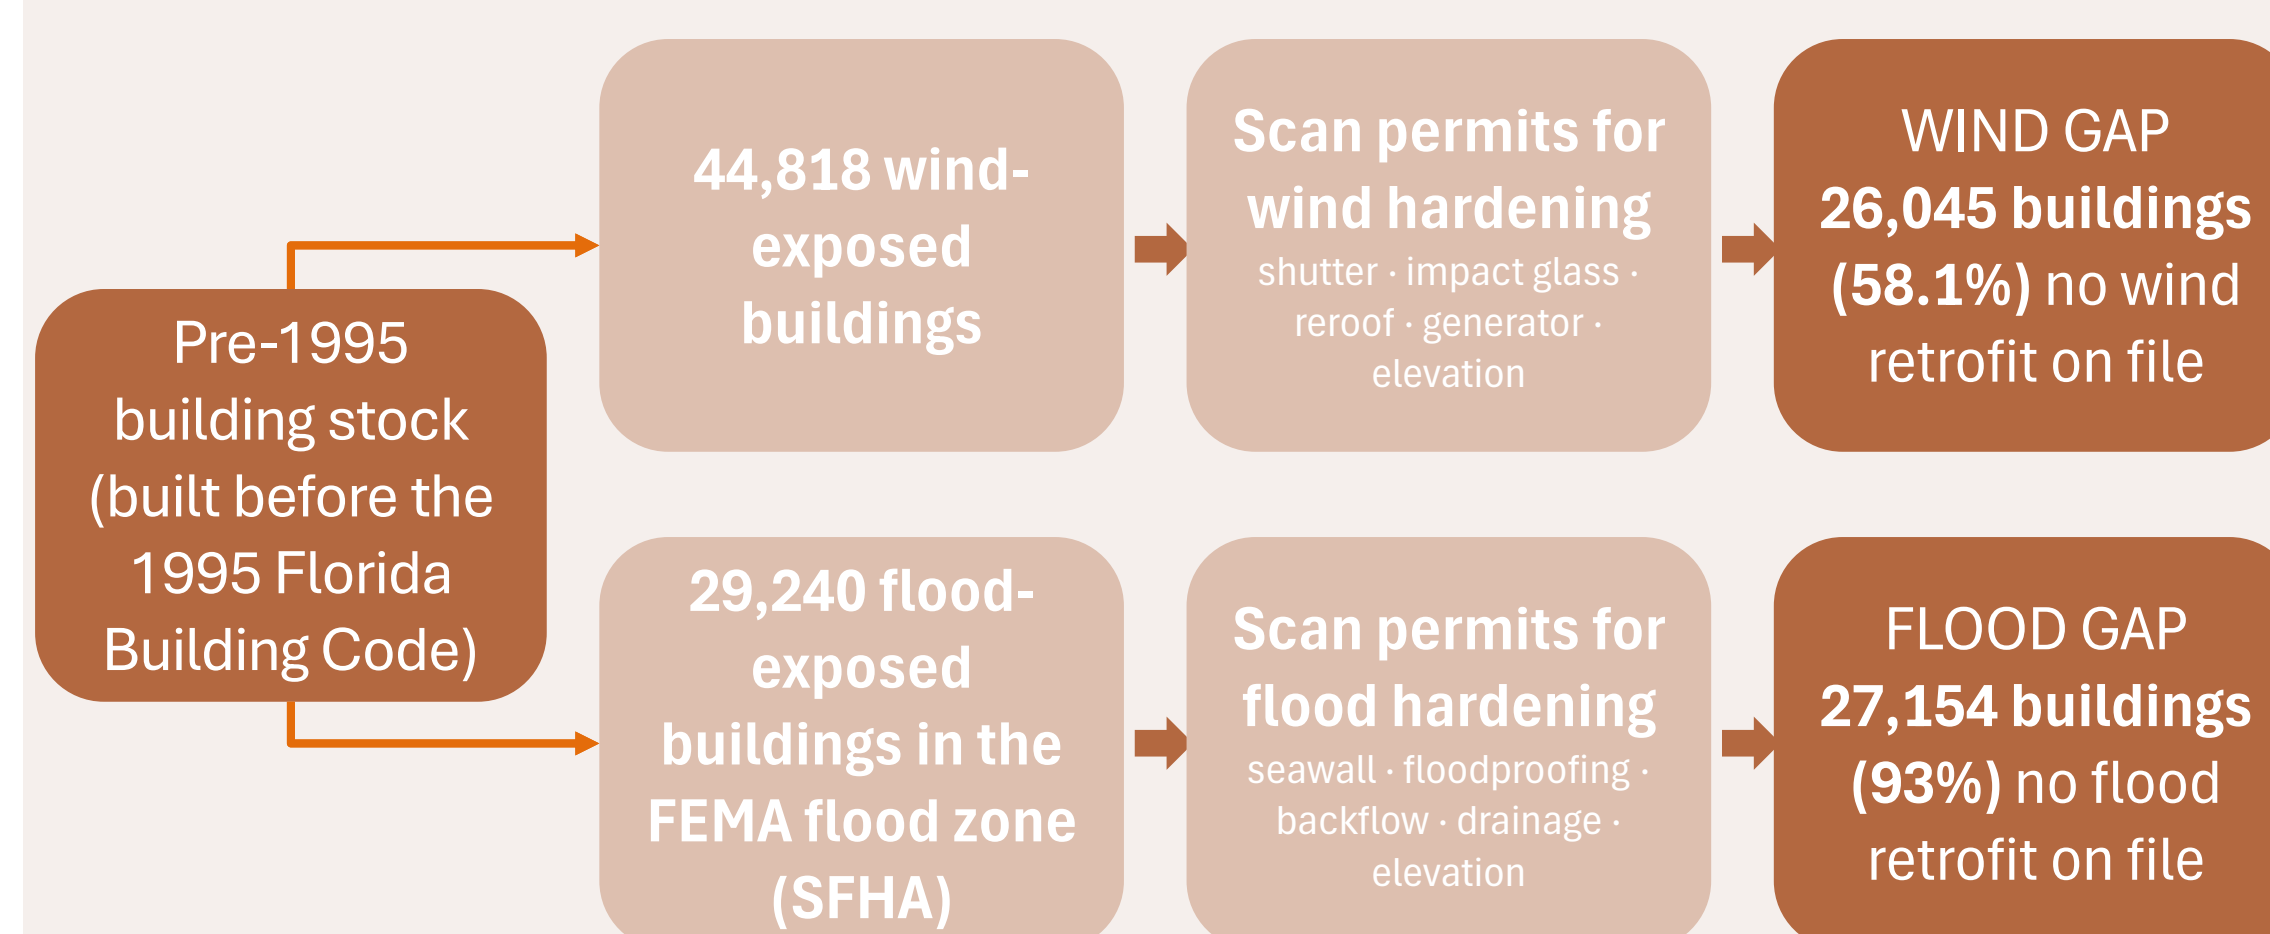 Pre-1995
building stock
(built before the
1995 Florida
Building Code)
44,818 wind-
exposed
buildings
Scan permits for
wind hardening
shutter · impact glass ·
reroof · generator ·
elevation
WIND GAP
26,045 buildings
(58.1%) no wind
retrofit on file
29,240 flood-
exposed
buildings in the
FEMA flood zone
(SFHA)
Scan permits for
flood hardening
seawall · floodproofing ·
backflow · drainage ·
elevation
FLOOD GAP
27,154 buildings
(93%) no flood
retrofit on file